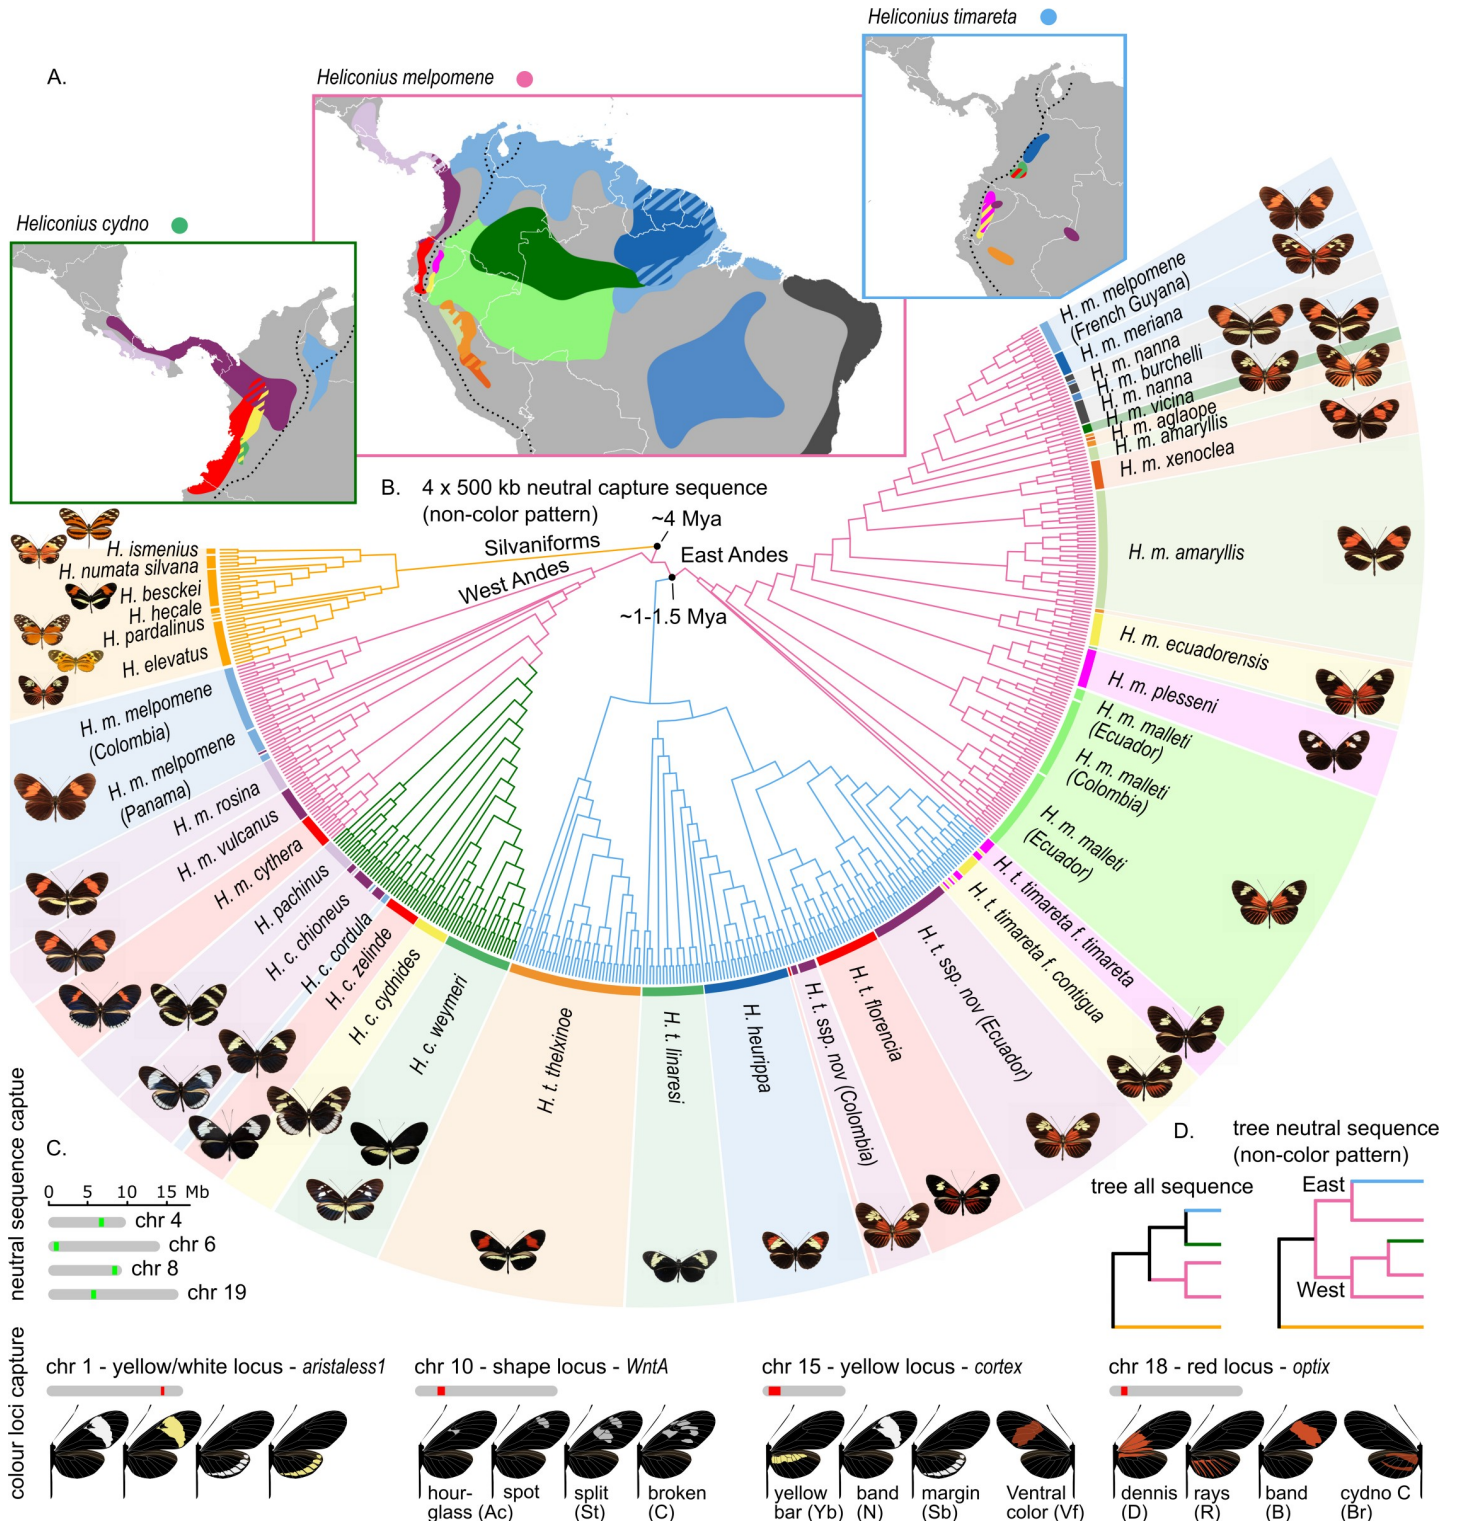 Heliconius timareta
A.
Heliconius melpomene
Heliconius cydno
B. 4 x 500 kb neutral capture sequence
(non-color pattern)
~4 Mya
Silvaniforms
East Andes
West Andes
~1-1.5 Mya
H. m. melpomene
(French Guyana)
H. m. meriana
H. m. nanna
H. m. burchelli
H. m. nanna
H. m. vicina
H. m. aglaope
H. m. amaryllis
H. m. xenoclea
H. m. amaryllis
H. m. ecuadorensis
H. m. plesseni
H. m. malleti
(Ecuador)
H. m. malleti
(Colombia)
H. m. malleti
(Ecuador)
H. t. timareta f. timareta
H. t. timareta f. contigua
H. t. ssp. nov (Ecuador)
H. t. florencia
H. t. ssp. nov (Colombia)
H. heurippa
H. t. linaresi
H. t. thelxinoe
H. c. weymeri
H. c. cydnides
H. c. zelinde
H. c. cordula
H. c. chioneus
H. pachinus
H. m. cythera
H. m. vulcanus
H. m. rosina
H. m. melpomene
(Panama)
H. m. melpomene
(Colombia)
H. elevatus
H. pardalinus
H. hecale
H. besckei
H. numata silvana
H. ismenius
C.
neutral sequence captue
0 5 10 15 Mb
chr 4
chr 6
chr 8
chr 19
D.
tree all sequence
tree neutral sequence
(non-color pattern)
East
West
colour loci capture
chr 1 - yellow/white locus - aristaless1
chr 10 - shape locus - WntA
hour-
glass (Ac)
spot
split
(St)
broken
(C)
chr 15 - yellow locus - cortex
yellow
bar (Yb)
band
(N)
margin
(Sb)
Ventral
color (Vf)
chr 18 - red locus - optix
dennis
(D)
rays
(R)
band
(B)
cydno C
(Br)